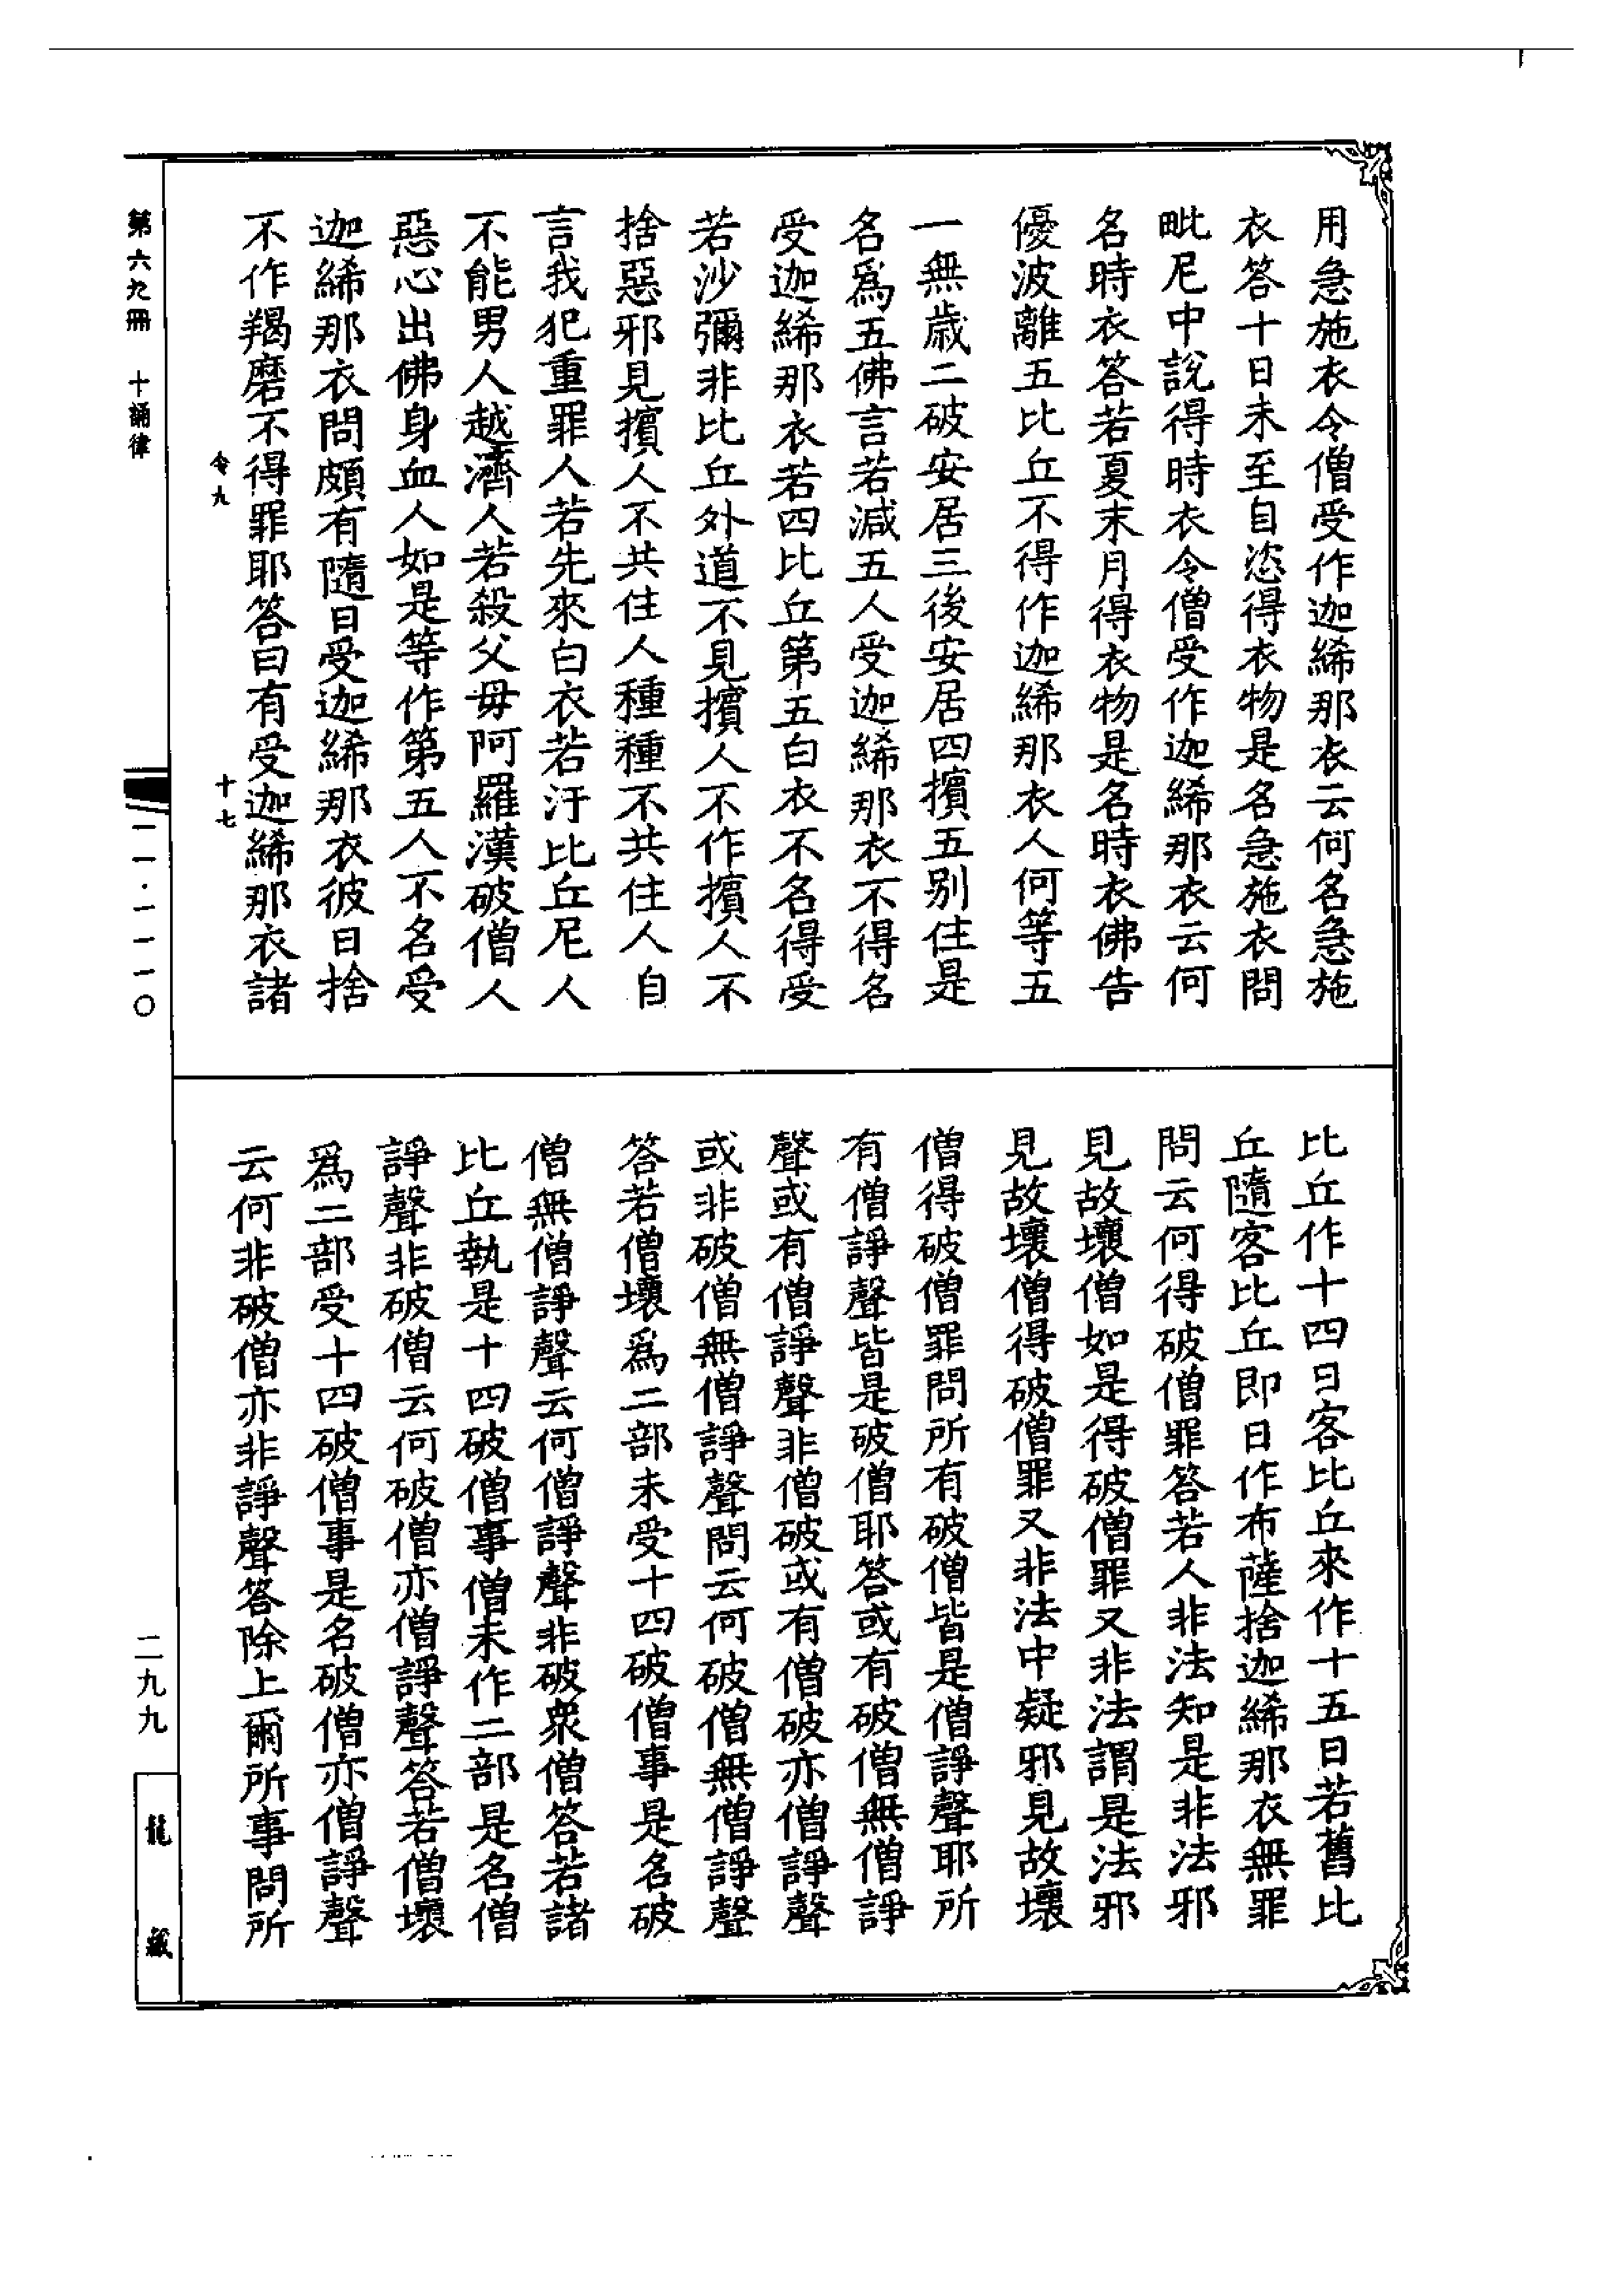 用急施衣令僧受作迦絺那衣云何名急施
衣答十日未至自恣得衣物是名急施衣問
毗尼中說得時衣令僧受作迦絺那衣云何
名時衣答若夏末月得衣物是名時衣佛告
優波離五比丘不得作迦絺那衣人何等五
一無歲二破安居三後安居四擯五別住是
名爲五佛言若減五人受迦絺那衣不得名
受迦絺那衣若四比丘第五白衣不名得受
若沙彌非比丘外道不見擯人不作擯人不
捨惡邪見擯人不共住人種種不共住人自
言我犯重罪人若先來白衣若汙比丘尼人
不能男人越濟人若殺父母阿羅漢破僧人
惡心出佛身血人如是等作第五人不名受
迦絺那衣問頗有隨日受迦絺那衣彼日捨
不作羯磨不得罪耶答曰有受迦絺那衣諸
比丘作十四日客比丘來作十五日若舊比
丘隨客比丘即日作布薩捨迦絺那衣無罪
問云何得破僧罪答若人非法知是非法邪
見故壞僧如是得破僧罪又非法謂是法邪
見故壞僧得破僧罪又非法中疑邪見故壞
僧得破僧罪問所有破僧皆是僧諍聲耶所
有僧諍聲皆是破僧耶答或有破僧無僧諍
聲或有僧諍聲非僧破或有僧破亦僧諍聲
或非破僧無僧諍聲問云何破僧無僧諍聲
答若僧壞爲二部未受十四破僧事是名破
僧無僧諍聲云何僧諍聲非破衆僧答若諸
比丘執是十四破僧事僧未作二部是名僧
諍聲非破僧云何破僧亦僧諍聲答若僧壞
爲二部受十四破僧事是名破僧亦僧諍聲
云何非破僧亦非諍聲答除上爾所事問所
令九
十七
第六九冊 十誦律
一一·一一一〇
二九九
龍藏